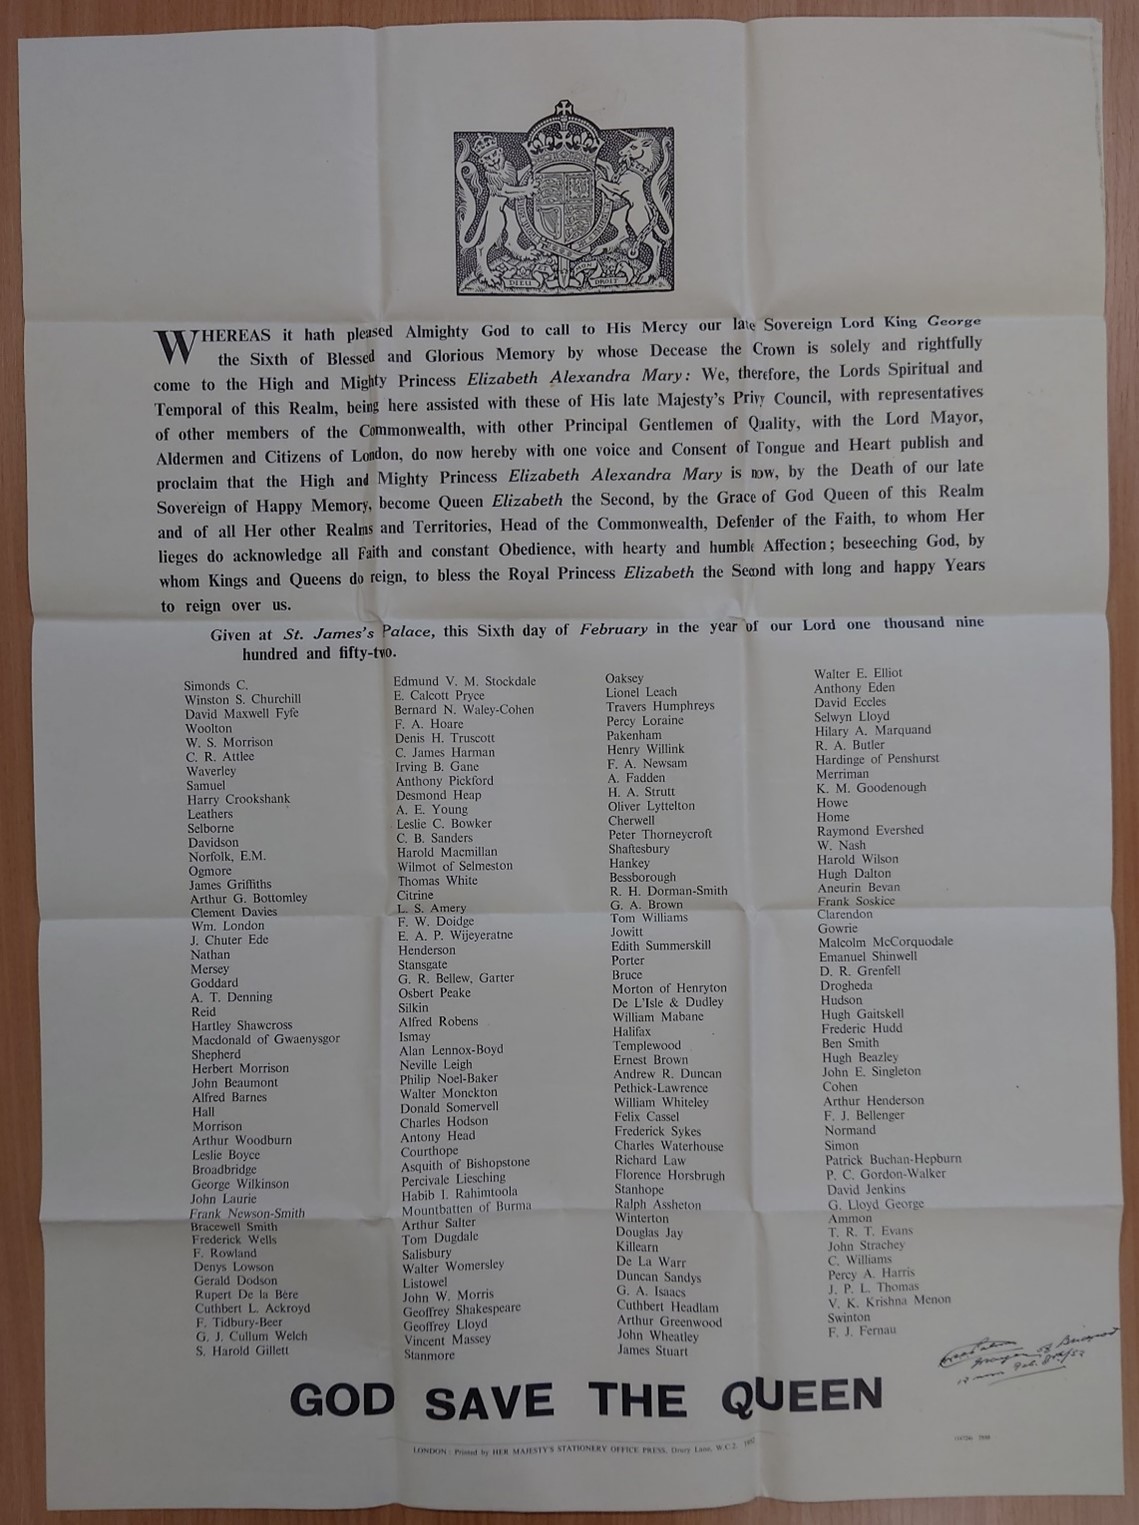 DIEU ET MON DROIT
WHEREAS it hath pleased Almighty God to call to His Mercy our late Sovereign Lord King George
the Sixth of Blessed and Glorious Memory by whose Decease the Crown is solely and rightfully
come to the High and Mighty Princess Elizabeth Alexandra Mary: We, therefore, the Lords Spiritual and
Temporal of this Realm, being here assisted with these of His late Majesty's Privy Council, with representatives
of other members of the Commonwealth, with other Principal Gentlemen of Quality, with the Lord Mayor,
Aldermen and Citizens of London, do now hereby with one voice and Consent of Tongue and Heart publish and
proclaim that the High and Mighty Princess Elizabeth Alexandra Mary is now, by the Death of our late
Sovereign of Happy Memory, become Queen Elizabeth the Second, by the Grace of God Queen of this Realm
and of all Her other Realms and Territories, Head of the Commonwealth, Defender of the Faith, to whom Her
lieges do acknowledge all Faith and constant Obedience, with hearty and humble Affection; beseeching God, by
whom Kings and Queens do reign, to bless the Royal Princess Elizabeth the Second with long and happy Years
to reign over us.
Given at St. James's Palace, this Sixth day of February in the year of our Lord one thousand nine
hundred and fifty-two.
Simonds C.
Winston S. Churchill
David Maxwell Fyfe
Woolton
W. S. Morrison
C. R. Attlee
Waverley
Samuel
Harry Crookshank
Leathers
Selborne
Davidson
Norfolk, E.M.
Ogmore
James Griffiths
Arthur G. Bottomley
Clement Davies
Wm. London
J. Chuter Ede
Nathan
Mersey
Goddard
A. T. Denning
Reid
Hartley Shawcross
Macdonald of Gwaenysgor
Shepherd
Herbert Morrison
John Beaumont
Alfred Barnes
Hall
Morrison
Arthur Woodburn
Leslie Boyce
Broadbridge
George Wilkinson
John Laurie
Frank Newson-Smith
Bracewell Smith
Frederick Wells
F. Rowland
Denys Lowson
Gerald Dodson
Rupert De la Bère
Cuthbert L. Ackroyd
F. Tidbury-Beer
G. J. Cullum Welch
S. Harold Gillett
Edmund V. M. Stockdale
E. Calcott Pryce
Bernard N. Waley-Cohen
F. A. Hoare
Denis H. Truscott
C. James Harman
Irving B. Gane
Anthony Pickford
Desmond Heap
A. E. Young
Leslie C. Bowker
C. B. Sanders
Harold Macmillan
Wilmot of Selmeston
Thomas White
Citrine
L. S. Amery
F. W. Doidge
E. A. P. Wijeyeratne
Henderson
Stansgate
G. R. Bellew, Garter
Osbert Peake
Silkin
Alfred Robens
Ismay
Alan Lennox-Boyd
Neville Leigh
Philip Noel-Baker
Walter Monckton
Donald Somervell
Charles Hodson
Antony Head
Courthope
Asquith of Bishopstone
Percivale Liesching
Habib I. Rahimtoola
Mountbatten of Burma
Arthur Salter
Tom Dugdale
Salisbury
Walter Womersley
Listowel
John W. Morris
Geoffrey Shakespeare
Geoffrey Lloyd
Vincent Massey
Stanmore
Oaksey
Lionel Leach
Travers Humphreys
Percy Loraine
Pakenham
Henry Willink
F. A. Newsam
A. Fadden
H. A. Strutt
Oliver Lyttelton
Cherwell
Peter Thorneycroft
Shaftesbury
Hankey
Bessborough
R. H. Dorman-Smith
G. A. Brown
Tom Williams
Jowitt
Edith Summerskill
Porter
Bruce
Morton of Henryton
De L'Isle & Dudley
William Mabane
Halifax
Templewood
Ernest Brown
Andrew R. Duncan
Pethick-Lawrence
William Whiteley
Felix Cassel
Frederick Sykes
Charles Waterhouse
Richard Law
Florence Horsbrugh
Stanhope
Ralph Assheton
Winterton
Douglas Jay
Killearn
De La Warr
Duncan Sandys
G. A. Isaacs
Cuthbert Headlam
Arthur Greenwood
John Wheatley
James Stuart
Walter E. Elliot
Anthony Eden
David Eccles
Selwyn Lloyd
Hilary A. Marquand
R. A. Butler
Hardinge of Penshurst
Merriman
K. M. Goodenough
Howe
Home
Raymond Evershed
W. Nash
Harold Wilson
Hugh Dalton
Aneurin Bevan
Frank Soskice
Clarendon
Gowrie
Malcolm McCorquodale
Emanuel Shinwell
D. R. Grenfell
Drogheda
Hudson
Hugh Gaitskell
Frederic Hudd
Ben Smith
Hugh Beazley
John E. Singleton
Cohen
Arthur Henderson
F. J. Bellenger
Normand
Simon
Patrick Buchan-Hepburn
P. C. Gordon-Walker
David Jenkins
G. Lloyd George
Ammon
T. R. T. Evans
John Strachey
C. Williams
Percy A. Harris
J. P. L. Thomas
V. K. Krishna Menon
Swinton
F. J. Fernau
Mayor of
GOD SAVE THE QUEEN
LONDON: Printed by HER MAJESTY'S STATIONERY OFFICE PRESS, Drury Lane, W.C.2. 1952